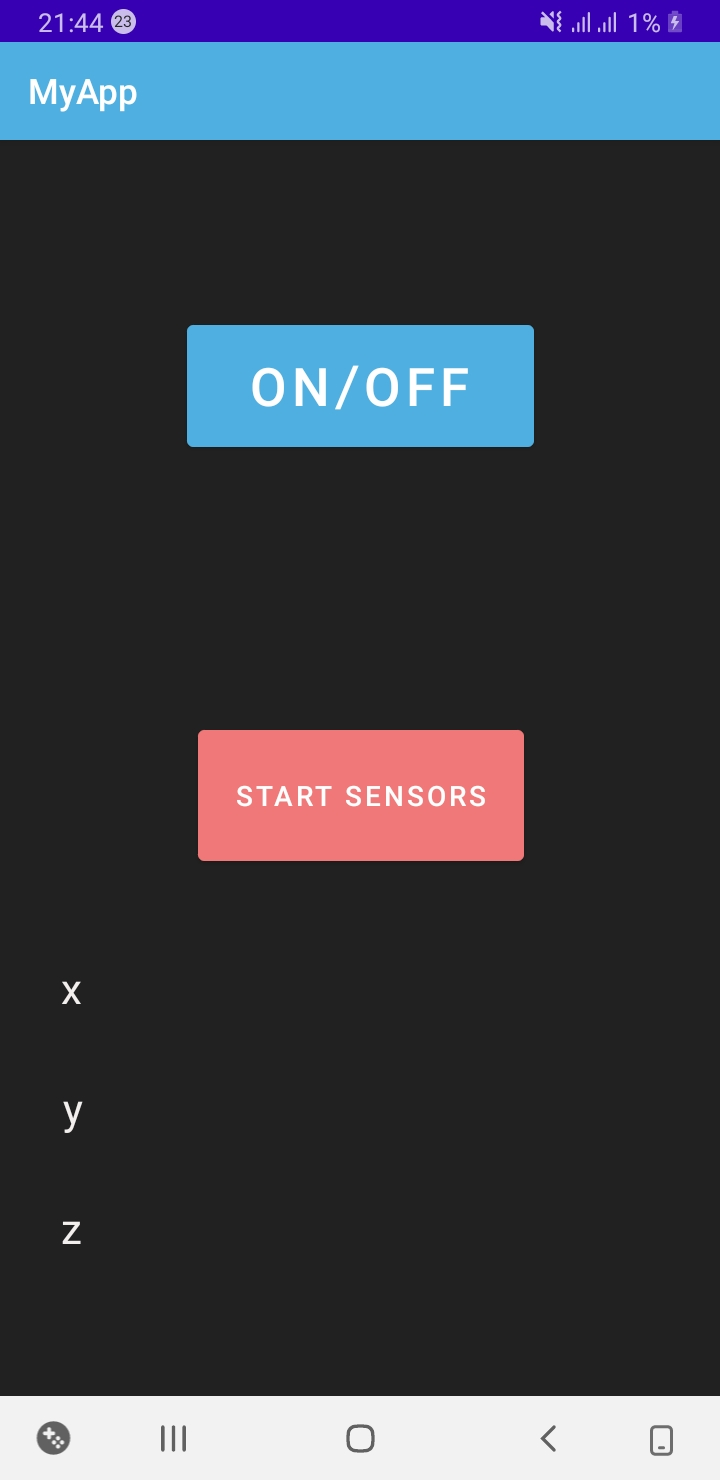 21:44 23 1%
MyApp
ON/OFF
START SENSORS
x
y
z